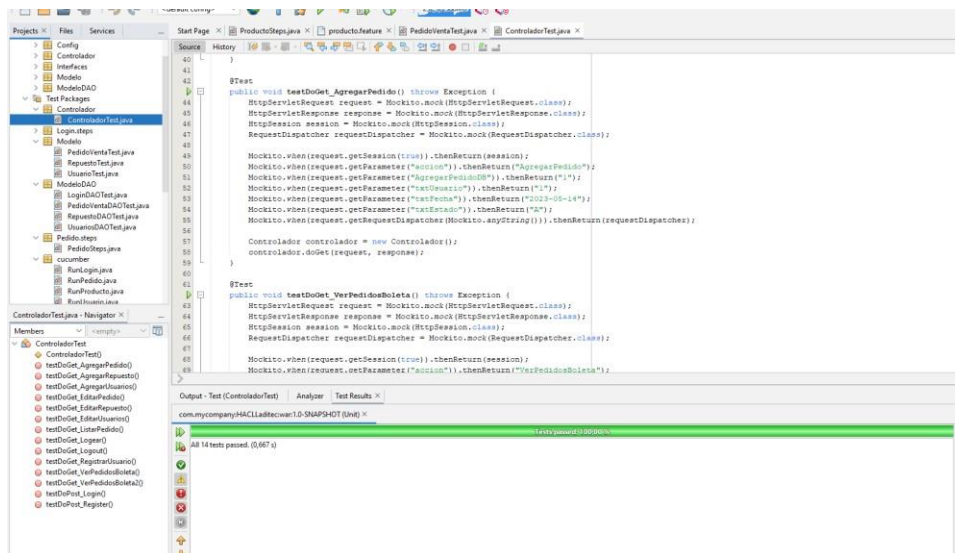 Projects × Files Services
Config
Controlador
Interfaces
Modelo
ModeloDAO
Test Packages
Controlador
ControladorTest.java
Login.steps
Modelo
PedidoVentaTest.java
RepuestoTest.java
UsuarioTest.java
ModeloDAO
LoginDAOTest.java
PedidoVentaDAOTest.java
RepuestoDAOTest.java
UsuariosDAOTest.java
Pedido.steps
PedidoSteps.java
cucumber
RunLogin.java
RunPedido.java
RunProducto.java
RunUsuario.java
ControladorTest.java - Navigator ×
Members <empty>
ControladorTest
ControladorTest()
testDoGet_AgregarPedido()
testDoGet_AgregarRepuesto()
testDoGet_AgregarUsuarios()
testDoGet_EditarPedido()
testDoGet_EditarRepuesto()
testDoGet_EditarUsuarios()
testDoGet_ListarPedido()
testDoGet_Logear()
testDoGet_Logout()
testDoGet_RegistrarUsuario()
testDoGet_VerPedidosBoleta()
testDoGet_VerPedidosBoleta2()
testDoPost_Login()
testDoPost_Register()
Start Page × ProductoSteps.java × producto.feature × PedidoVentaTest.java × ControladorTest.java ×
Source History
40 }
41
42 @Test
public void testDoGet_AgregarPedido() throws Exception {
44 HttpServletRequest request = Mockito.mock(HttpServletRequest.class);
45 HttpServletResponse response = Mockito.mock(HttpServletResponse.class);
46 HttpSession session = Mockito.mock(HttpSession.class);
47 RequestDispatcher requestDispatcher = Mockito.mock(RequestDispatcher.class);
48
49 Mockito.when(request.getSession(true)).thenReturn(session);
50 Mockito.when(request.getParameter("accion")).thenReturn("AgregarPedido");
51 Mockito.when(request.getParameter("AgregarPedidoDB")).thenReturn("1");
52 Mockito.when(request.getParameter("txtUsuario")).thenReturn("1");
53 Mockito.when(request.getParameter("txtFecha")).thenReturn("2023-05-14");
54 Mockito.when(request.getParameter("txtEstado")).thenReturn("A");
55 Mockito.when(request.getRequestDispatcher(Mockito.anyString())).thenReturn(requestDispatcher);
56
57 Controlador controlador = new Controlador();
58 controlador.doGet(request, response);
59 }
60
61 @Test
public void testDoGet_VerPedidosBoleta() throws Exception {
63 HttpServletRequest request = Mockito.mock(HttpServletRequest.class);
64 HttpServletResponse response = Mockito.mock(HttpServletResponse.class);
65 HttpSession session = Mockito.mock(HttpSession.class);
66 RequestDispatcher requestDispatcher = Mockito.mock(RequestDispatcher.class);
67
68 Mockito.when(request.getSession(true)).thenReturn(session);
69 Mockito.when(request.getParameter("accion")).thenReturn("VerPedidosBoleta");
Output - Test (ControladorTest) Analyzer Test Results ×
com.mycompany:HACLLaditec:war:1.0-SNAPSHOT (Unit) ×
Tests passed: 100,00 %
All 14 tests passed. (0,667 s)